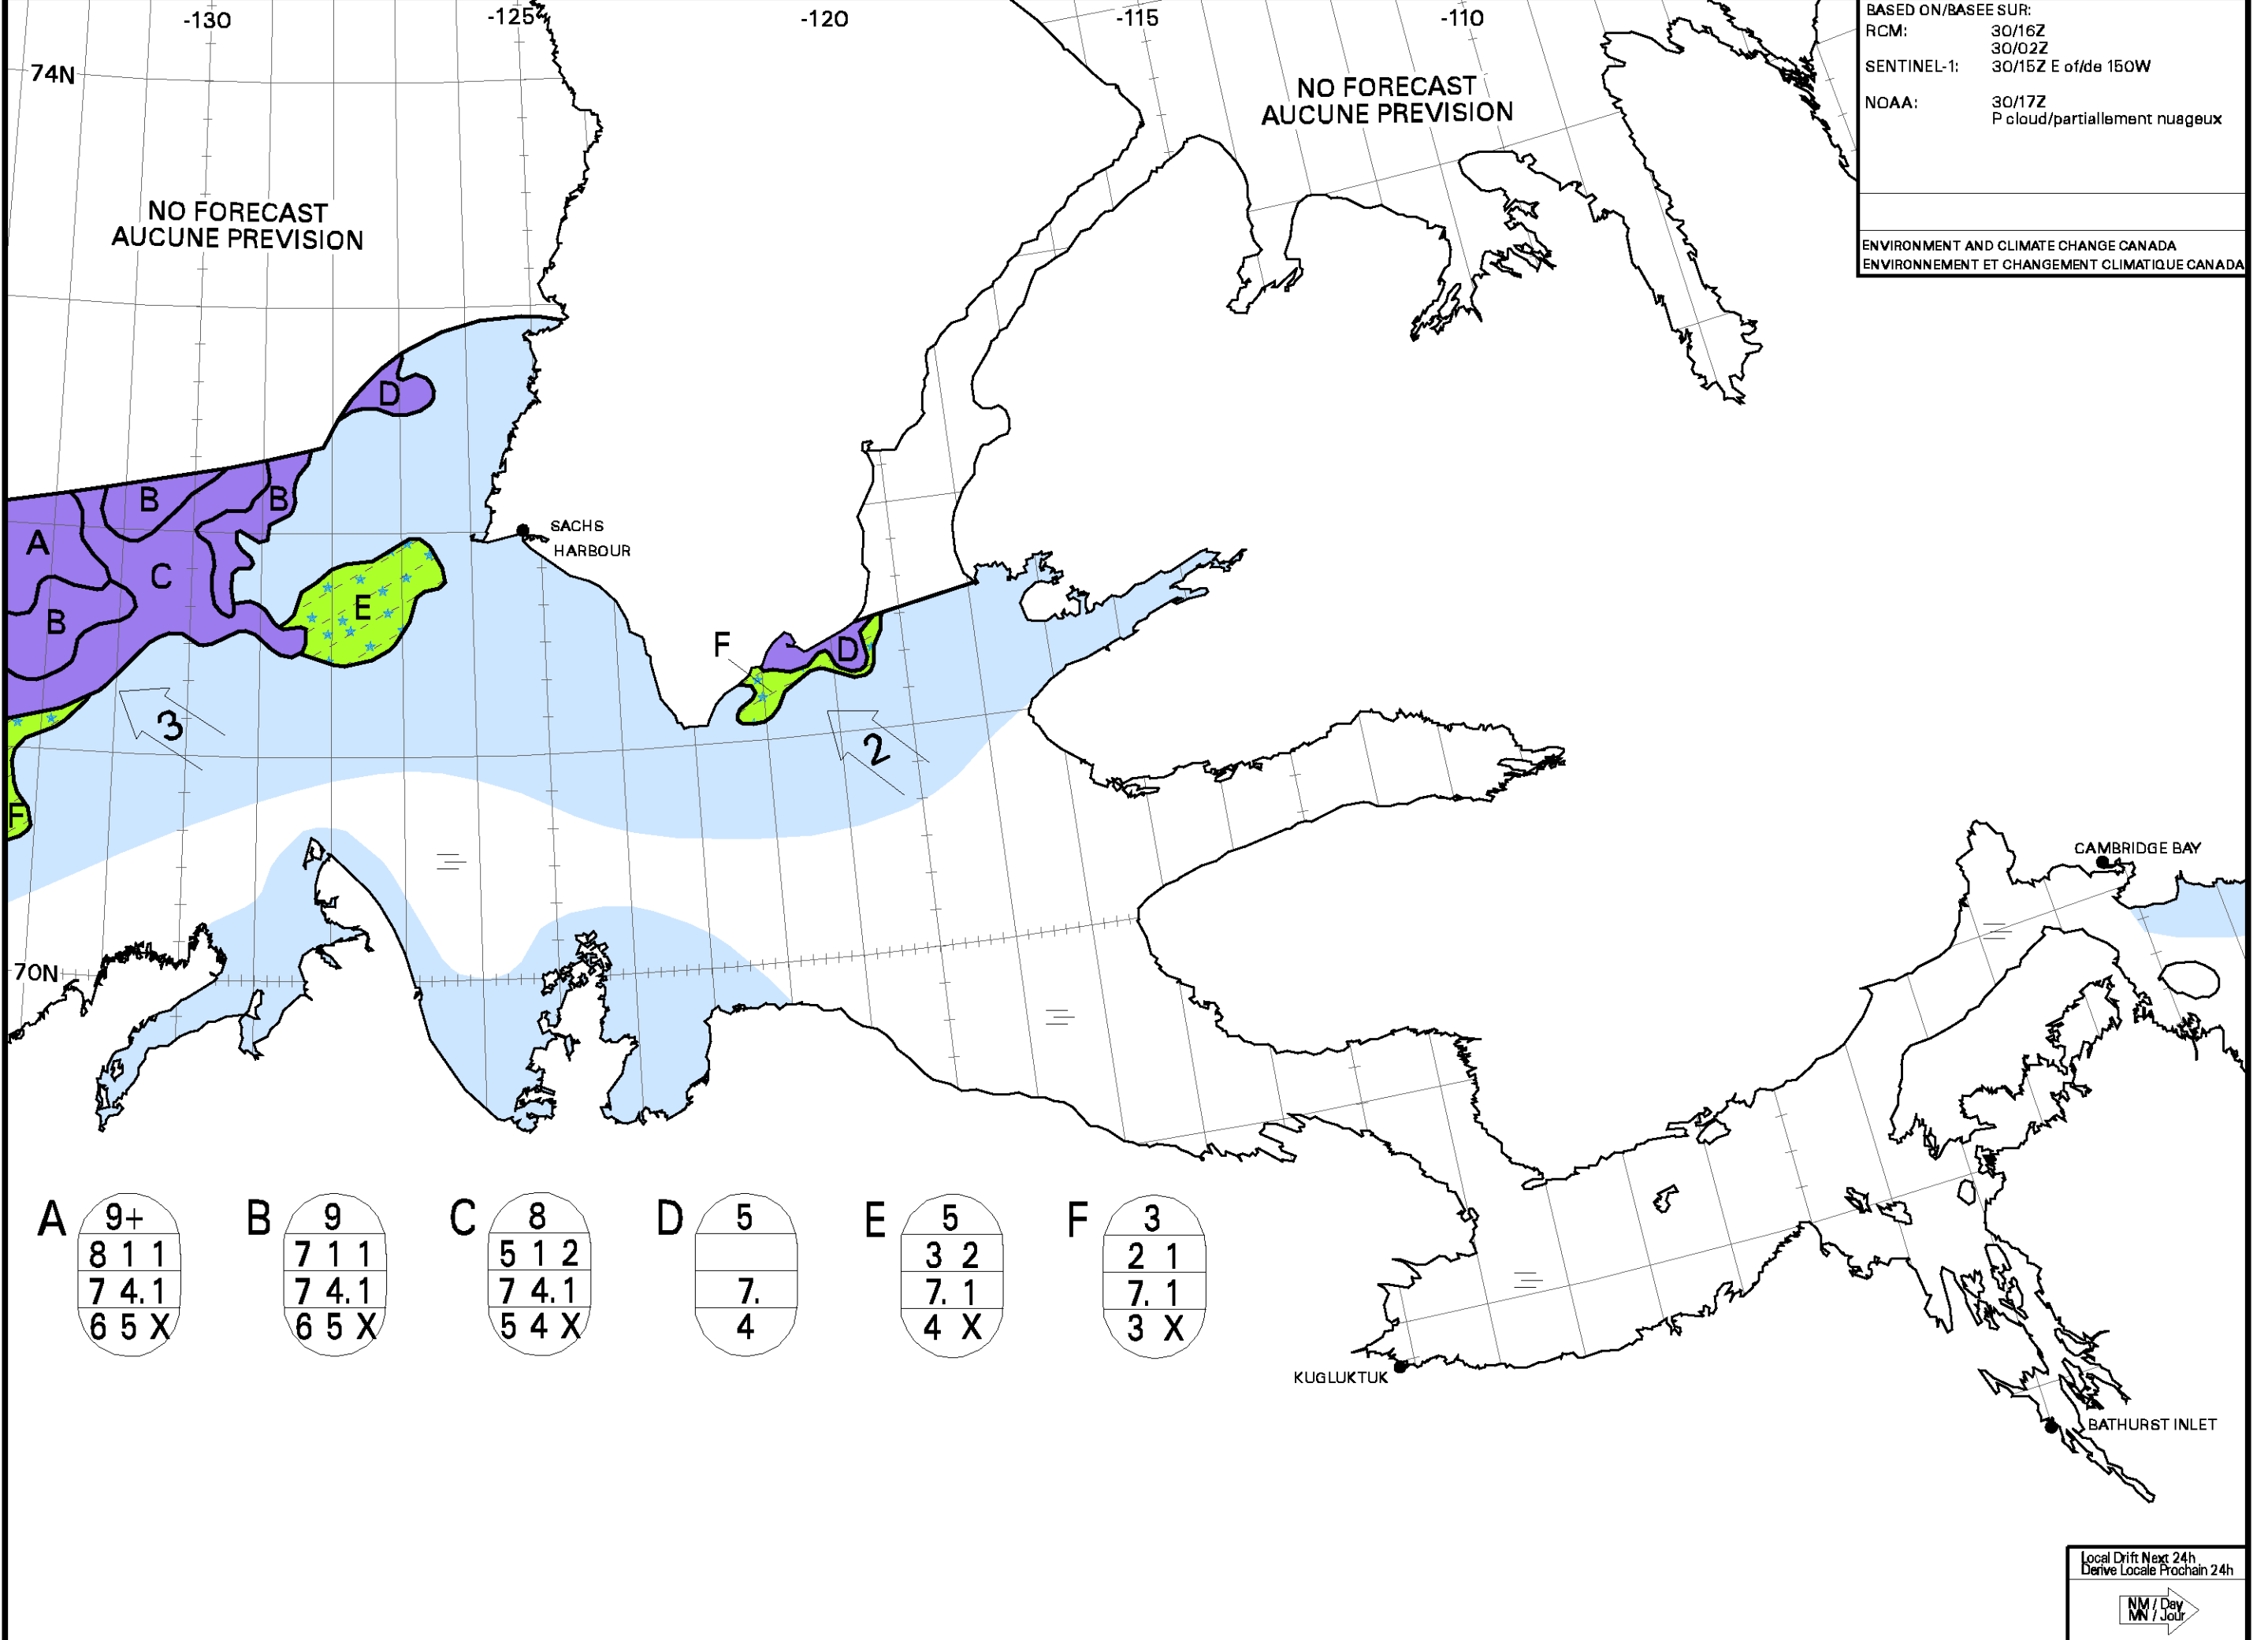 -130
-125
-120
-115
-110
74N
NO FORECAST
AUCUNE PREVISION
NO FORECAST
AUCUNE PREVISION
BASED ON/BASEE SUR:
RCM: 30/16Z
30/02Z
SENTINEL-1: 30/15Z E of/de 150W
NOAA: 30/17Z
P cloud/partiallement nuageux
ENVIRONMENT AND CLIMATE CHANGE CANADA
ENVIRONNEMENT ET CHANGEMENT CLIMATIQUE CANADA
D
B
B
A
C
B
E
SACHS
HARBOUR
F
D
3
2
F
CAMBRIDGE BAY
70N
A
9+
8 1 1
7 4.1
6 5 X
B
9
7 1 1
7 4.1
6 5 X
C
8
5 1 2
7 4.1
5 4 X
D
5
7.
4
E
5
3 2
7. 1
4 X
F
3
2 1
7. 1
3 X
KUGLUKTUK
BATHURST INLET
Local Drift Next 24h
Derive Locale Prochain 24h
NM / Day
MN / Jour